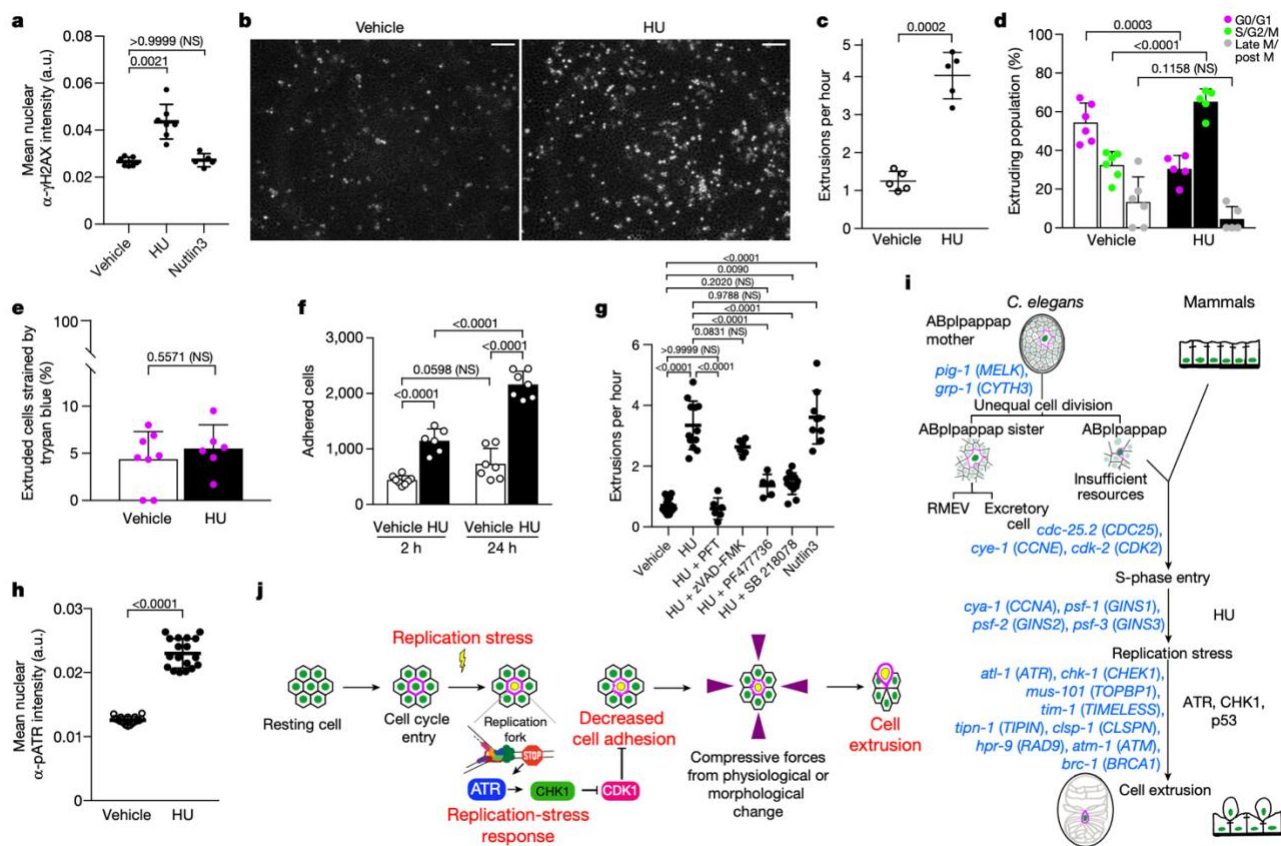 a
Mean nuclear
α-γH2AX intensity (a.u.)
0.08
0.06
0.04
0.02
0
>0.9999 (NS)
0.0021
Vehicle
HU
Nutlin3
b
Vehicle
HU
c
Extrusions per hour
5
4
3
2
1
0
0.0002
Vehicle
HU
d
Extruding population (%)
100
80
60
40
20
0
0.0003
<0.0001
0.1158 (NS)
G0/G1
S/G2/M
Late M/
post M
Vehicle
HU
e
Extruded cells strained by
trypan blue (%)
100
15
10
5
0
0.5571 (NS)
Vehicle
HU
f
Adhered cells
3,000
2,000
1,000
0
<0.0001
<0.0001
0.0598 (NS)
<0.0001
Vehicle HU
Vehicle HU
2 h
24 h
g
Extrusions per hour
6
4
2
0
<0.0001
0.0090
0.2020 (NS)
0.9788 (NS)
<0.0001
<0.0001
0.0831 (NS)
>0.9999 (NS)
<0.0001
<0.0001
Vehicle
HU
HU + PFT
HU + zVAD-FMK
HU + PF477736
HU + SB 218078
Nutlin3
h
Mean nuclear
α-pATR intensity (a.u.)
0.03
0.02
0.01
0
<0.0001
Vehicle
HU
i
C. elegans
Mammals
ABplpappap
mother
pig-1 (MELK),
grp-1 (CYTH3)
Unequal cell division
ABplpappap sister
ABplpappap
Insufficient
resources
RMEV
Excretory
cell
cdc-25.2 (CDC25),
cye-1 (CCNE), cdk-2 (CDK2)
S-phase entry
cya-1 (CCNA), psf-1 (GINS1),
psf-2 (GINS2), psf-3 (GINS3)
HU
Replication stress
atl-1 (ATR), chk-1 (CHEK1),
mus-101 (TOPBP1),
tim-1 (TIMELESS),
tipn-1 (TIPIN), clsp-1 (CLSPN),
hpr-9 (RAD9), atm-1 (ATM),
brc-1 (BRCA1)
ATR, CHK1,
p53
Cell extrusion
j
Replication stress
Resting cell
Cell cycle
entry
Replication
fork
STOP
ATR
CHK1
CDK1
Replication-stress
response
Decreased
cell adhesion
Compressive forces
from physiological or
morphological
change
Cell
extrusion